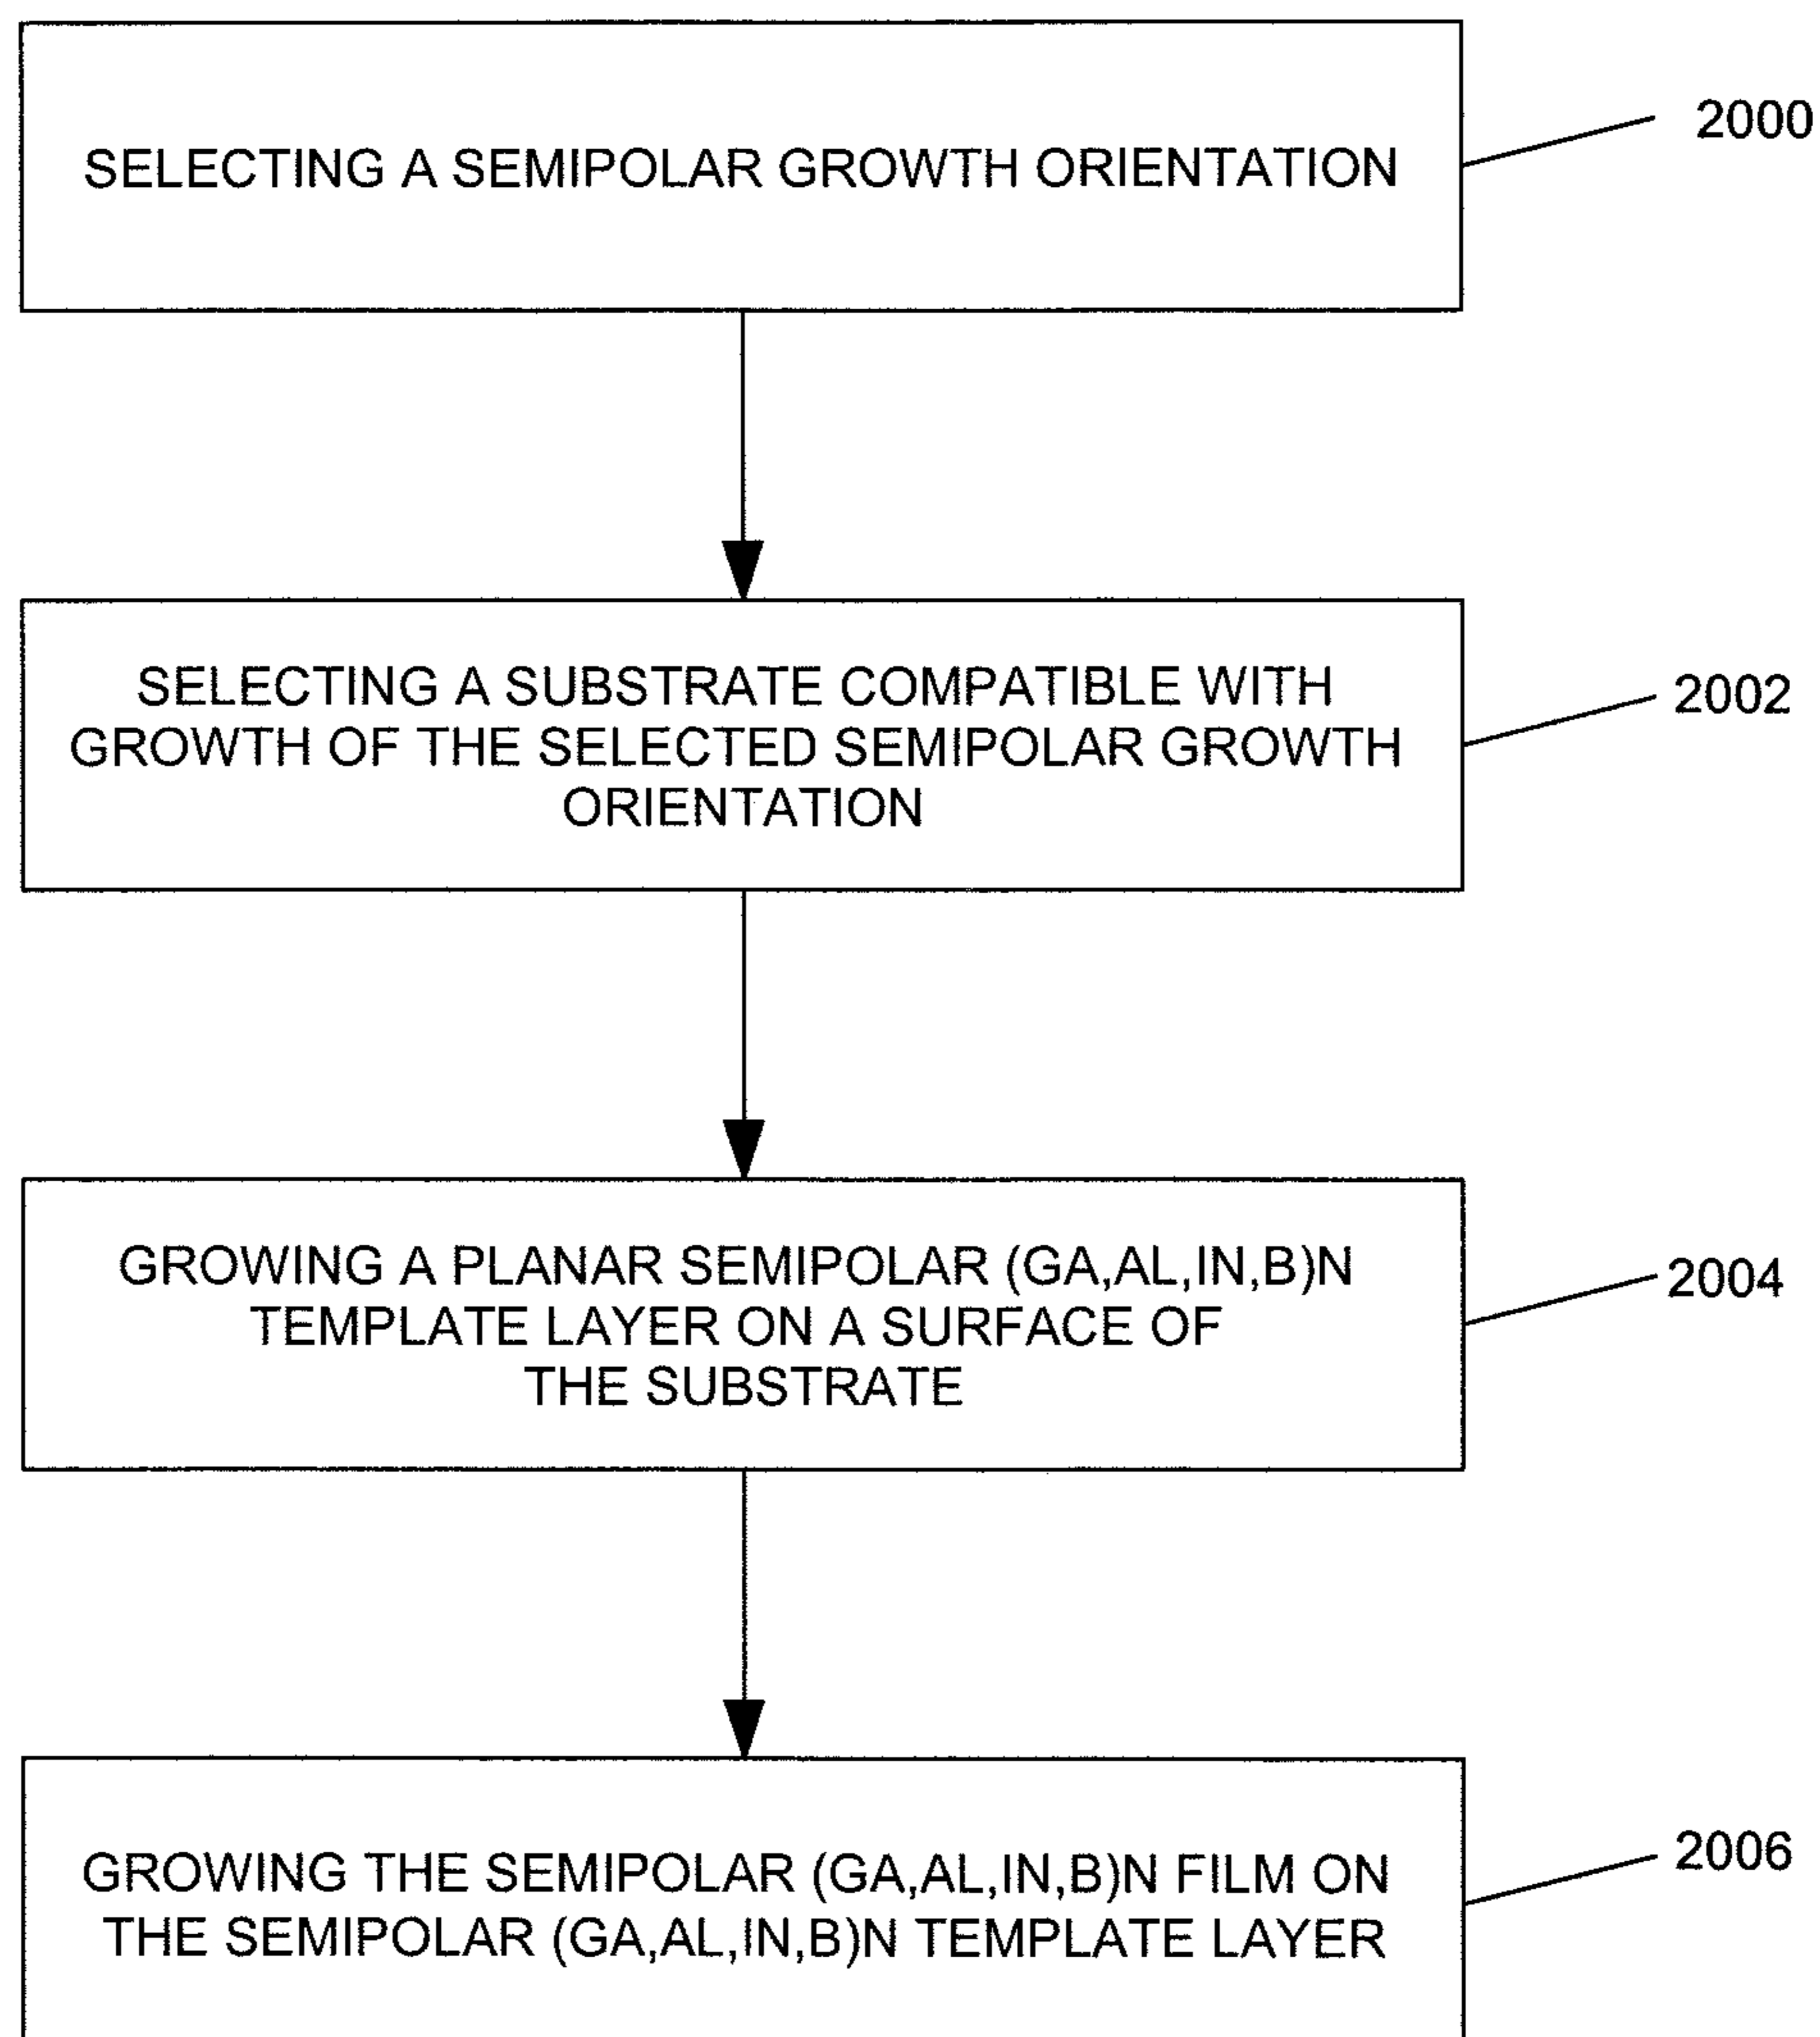 SELECTING A SEMIPOLAR GROWTH ORIENTATION
2000
SELECTING A SUBSTRATE COMPATIBLE WITH
GROWTH OF THE SELECTED SEMIPOLAR GROWTH
ORIENTATION
2002
GROWING A PLANAR SEMIPOLAR (GA,AL,IN,B)N
TEMPLATE LAYER ON A SURFACE OF
THE SUBSTRATE
2004
GROWING THE SEMIPOLAR (GA,AL,IN,B)N FILM ON
THE SEMIPOLAR (GA,AL,IN,B)N TEMPLATE LAYER
2006